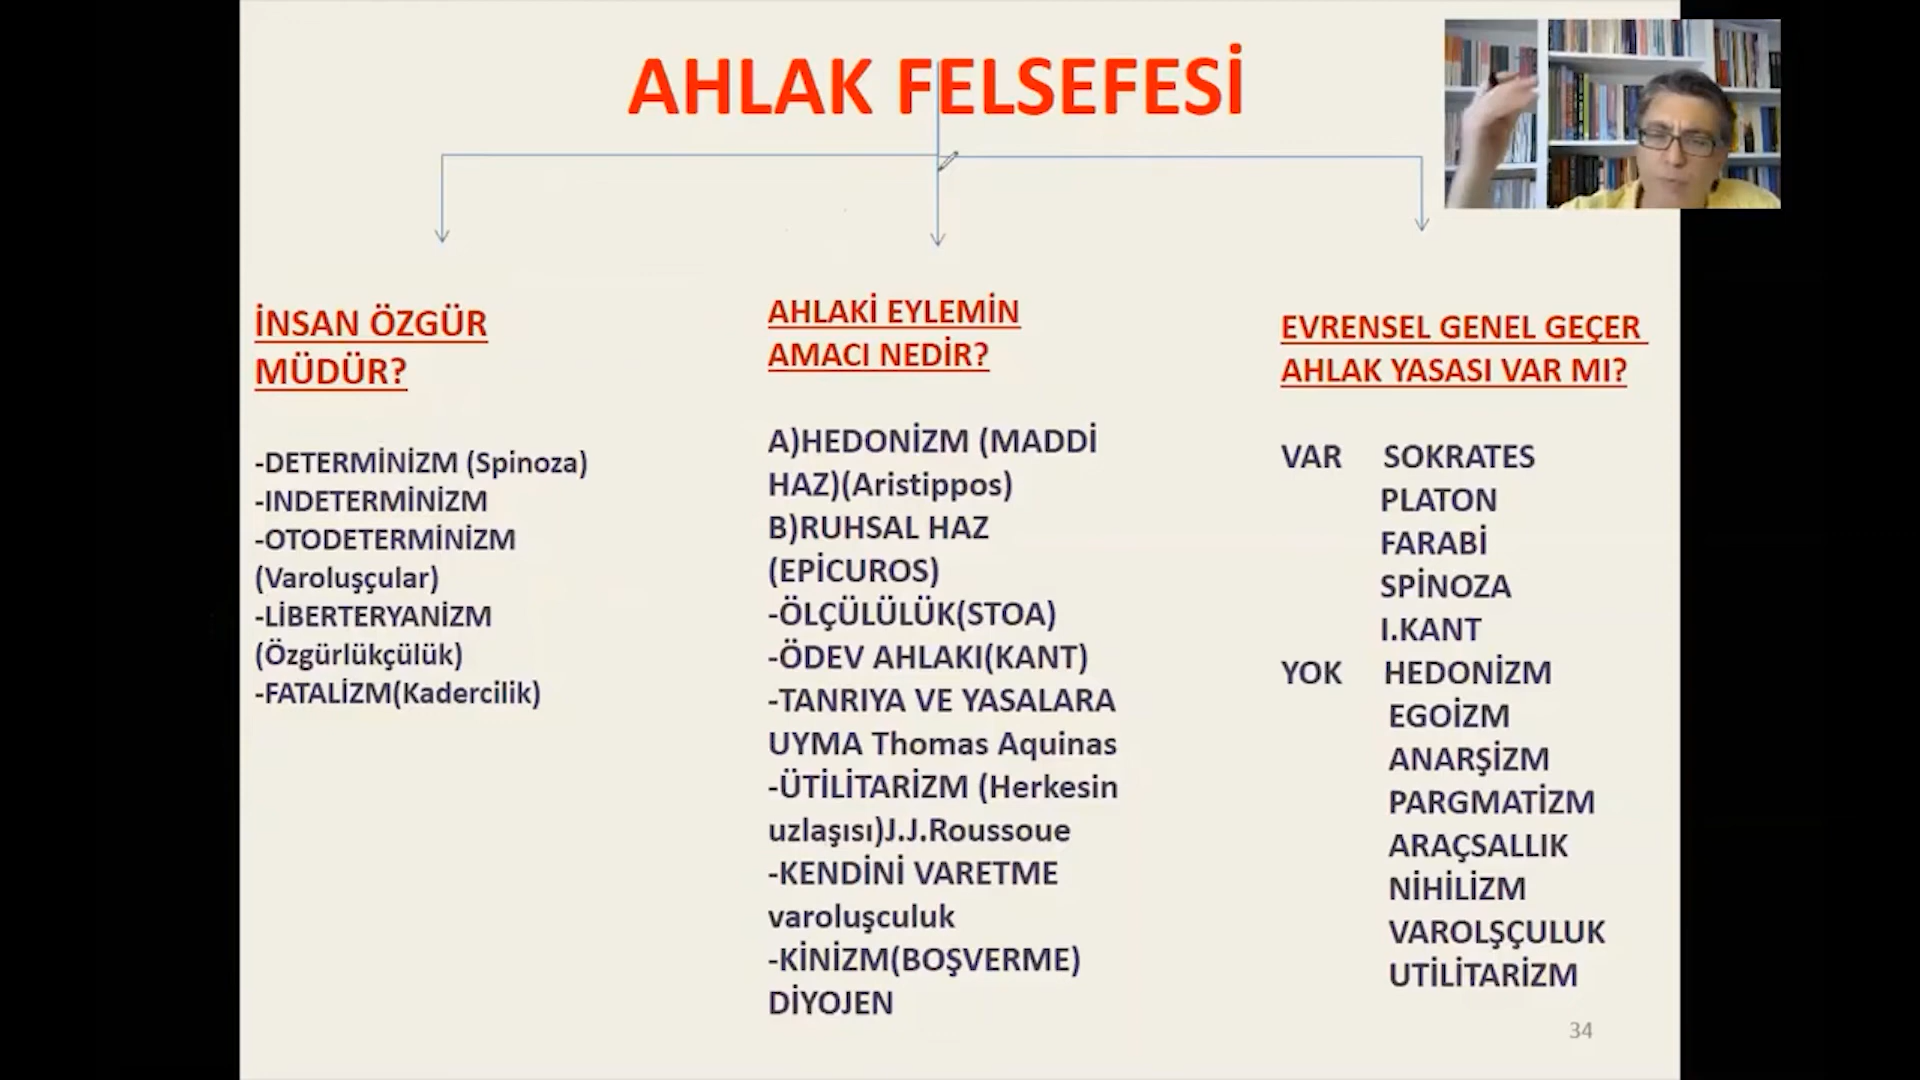 AHLAK FELSEFESİ
İNSAN ÖZGÜR
MÜDÜR?
-DETERMİNİZM (Spinoza)
-INDETERMİNİZM
-OTODETERMİNİZM
(Varoluşçular)
-LİBERTERYANİZM
(Özgürlükçülük)
-FATALİZM(Kadercilik)
AHLAKİ EYLEMİN
AMACI NEDİR?
A)HEDONİZM (MADDİ
HAZ)(Aristippos)
B)RUHSAL HAZ
(EPİCUROS)
-ÖLÇÜLÜLÜK(STOA)
-ÖDEV AHLAKI(KANT)
-TANRIYA VE YASALARA
UYMA Thomas Aquinas
-ÜTİLİTARİZM (Herkesin
uzlaşısı)J.J.Roussoue
-KENDİNİ VARETME
varoluşculuk
-KİNİZM(BOŞVERME)
DİYOJEN
EVRENSEL GENEL GEÇER
AHLAK YASASI VAR MI?
VAR SOKRATES
PLATON
FARABİ
SPİNOZA
I.KANT
YOK HEDONİZM
EGOİZM
ANARŞİZM
PARGMATİZM
ARAÇSALLIK
NİHİLİZM
VAROLŞÇULUK
UTİLİTARİZM
34